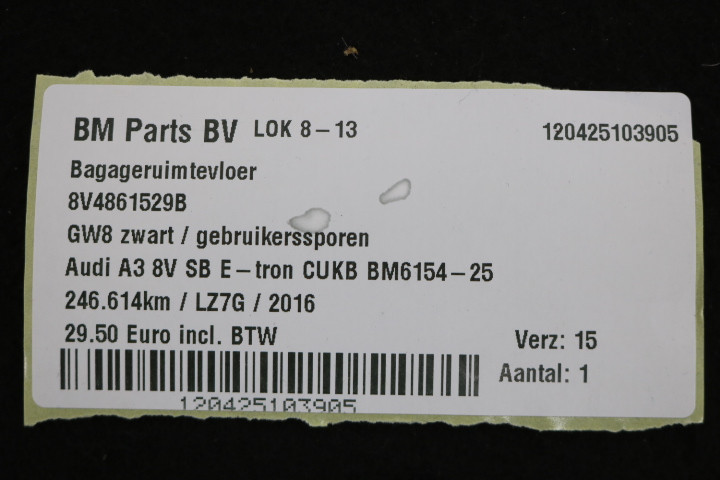 BM Parts BV LOK 8-13 120425103905
Bagageruimtevloer
8V4861529B
GW8 zwart / gebruikerssporen
Audi A3 8V SB E-tron CUKB BM6154-25
246.614km / LZ7G / 2016
29.50 Euro incl. BTW Verz: 15
Aantal: 1
120425103905